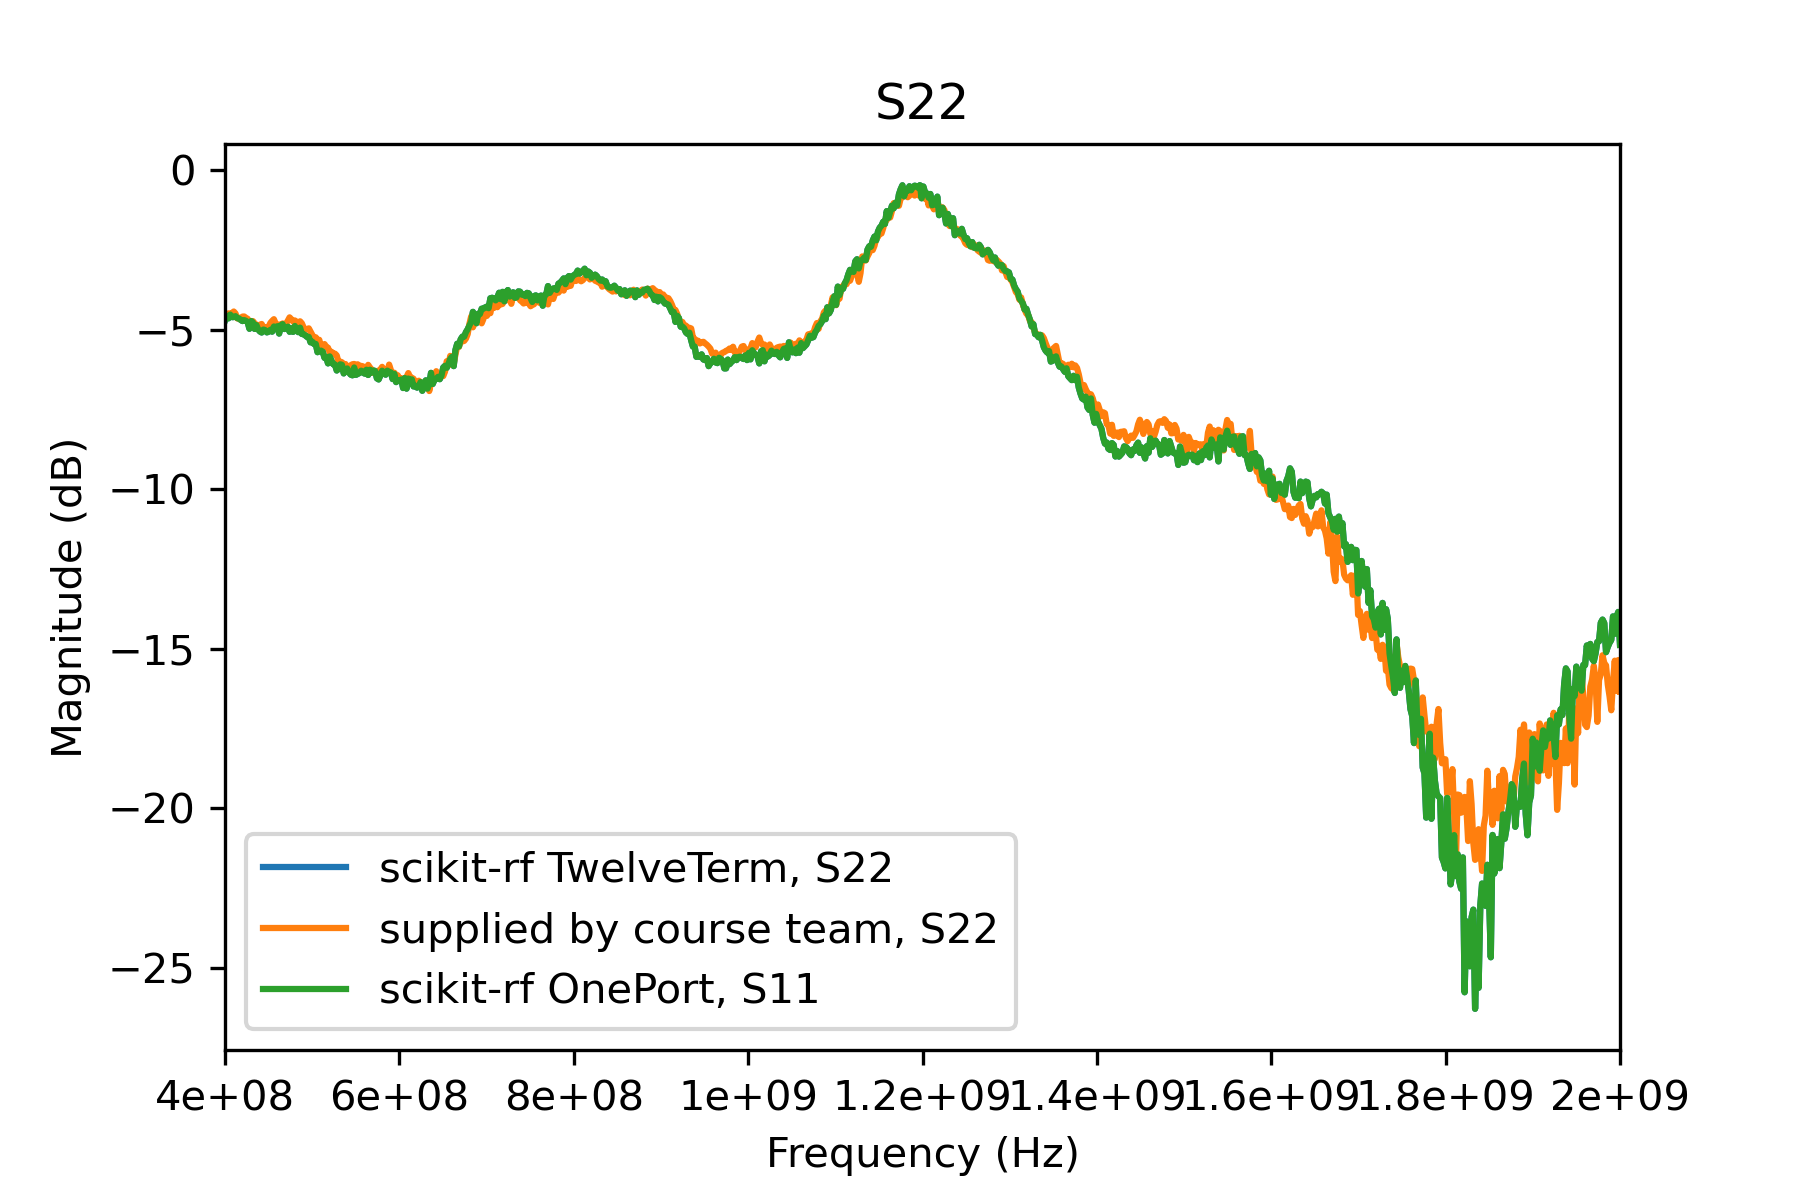 S22
0
−5
−10
−15
−20
−25
Magnitude (dB)
scikit-rf TwelveTerm, S22
supplied by course team, S22
scikit-rf OnePort, S11
4e+08 6e+08 8e+08 1e+09 1.2e+09 1.4e+09 1.6e+09 1.8e+09 2e+09
Frequency (Hz)